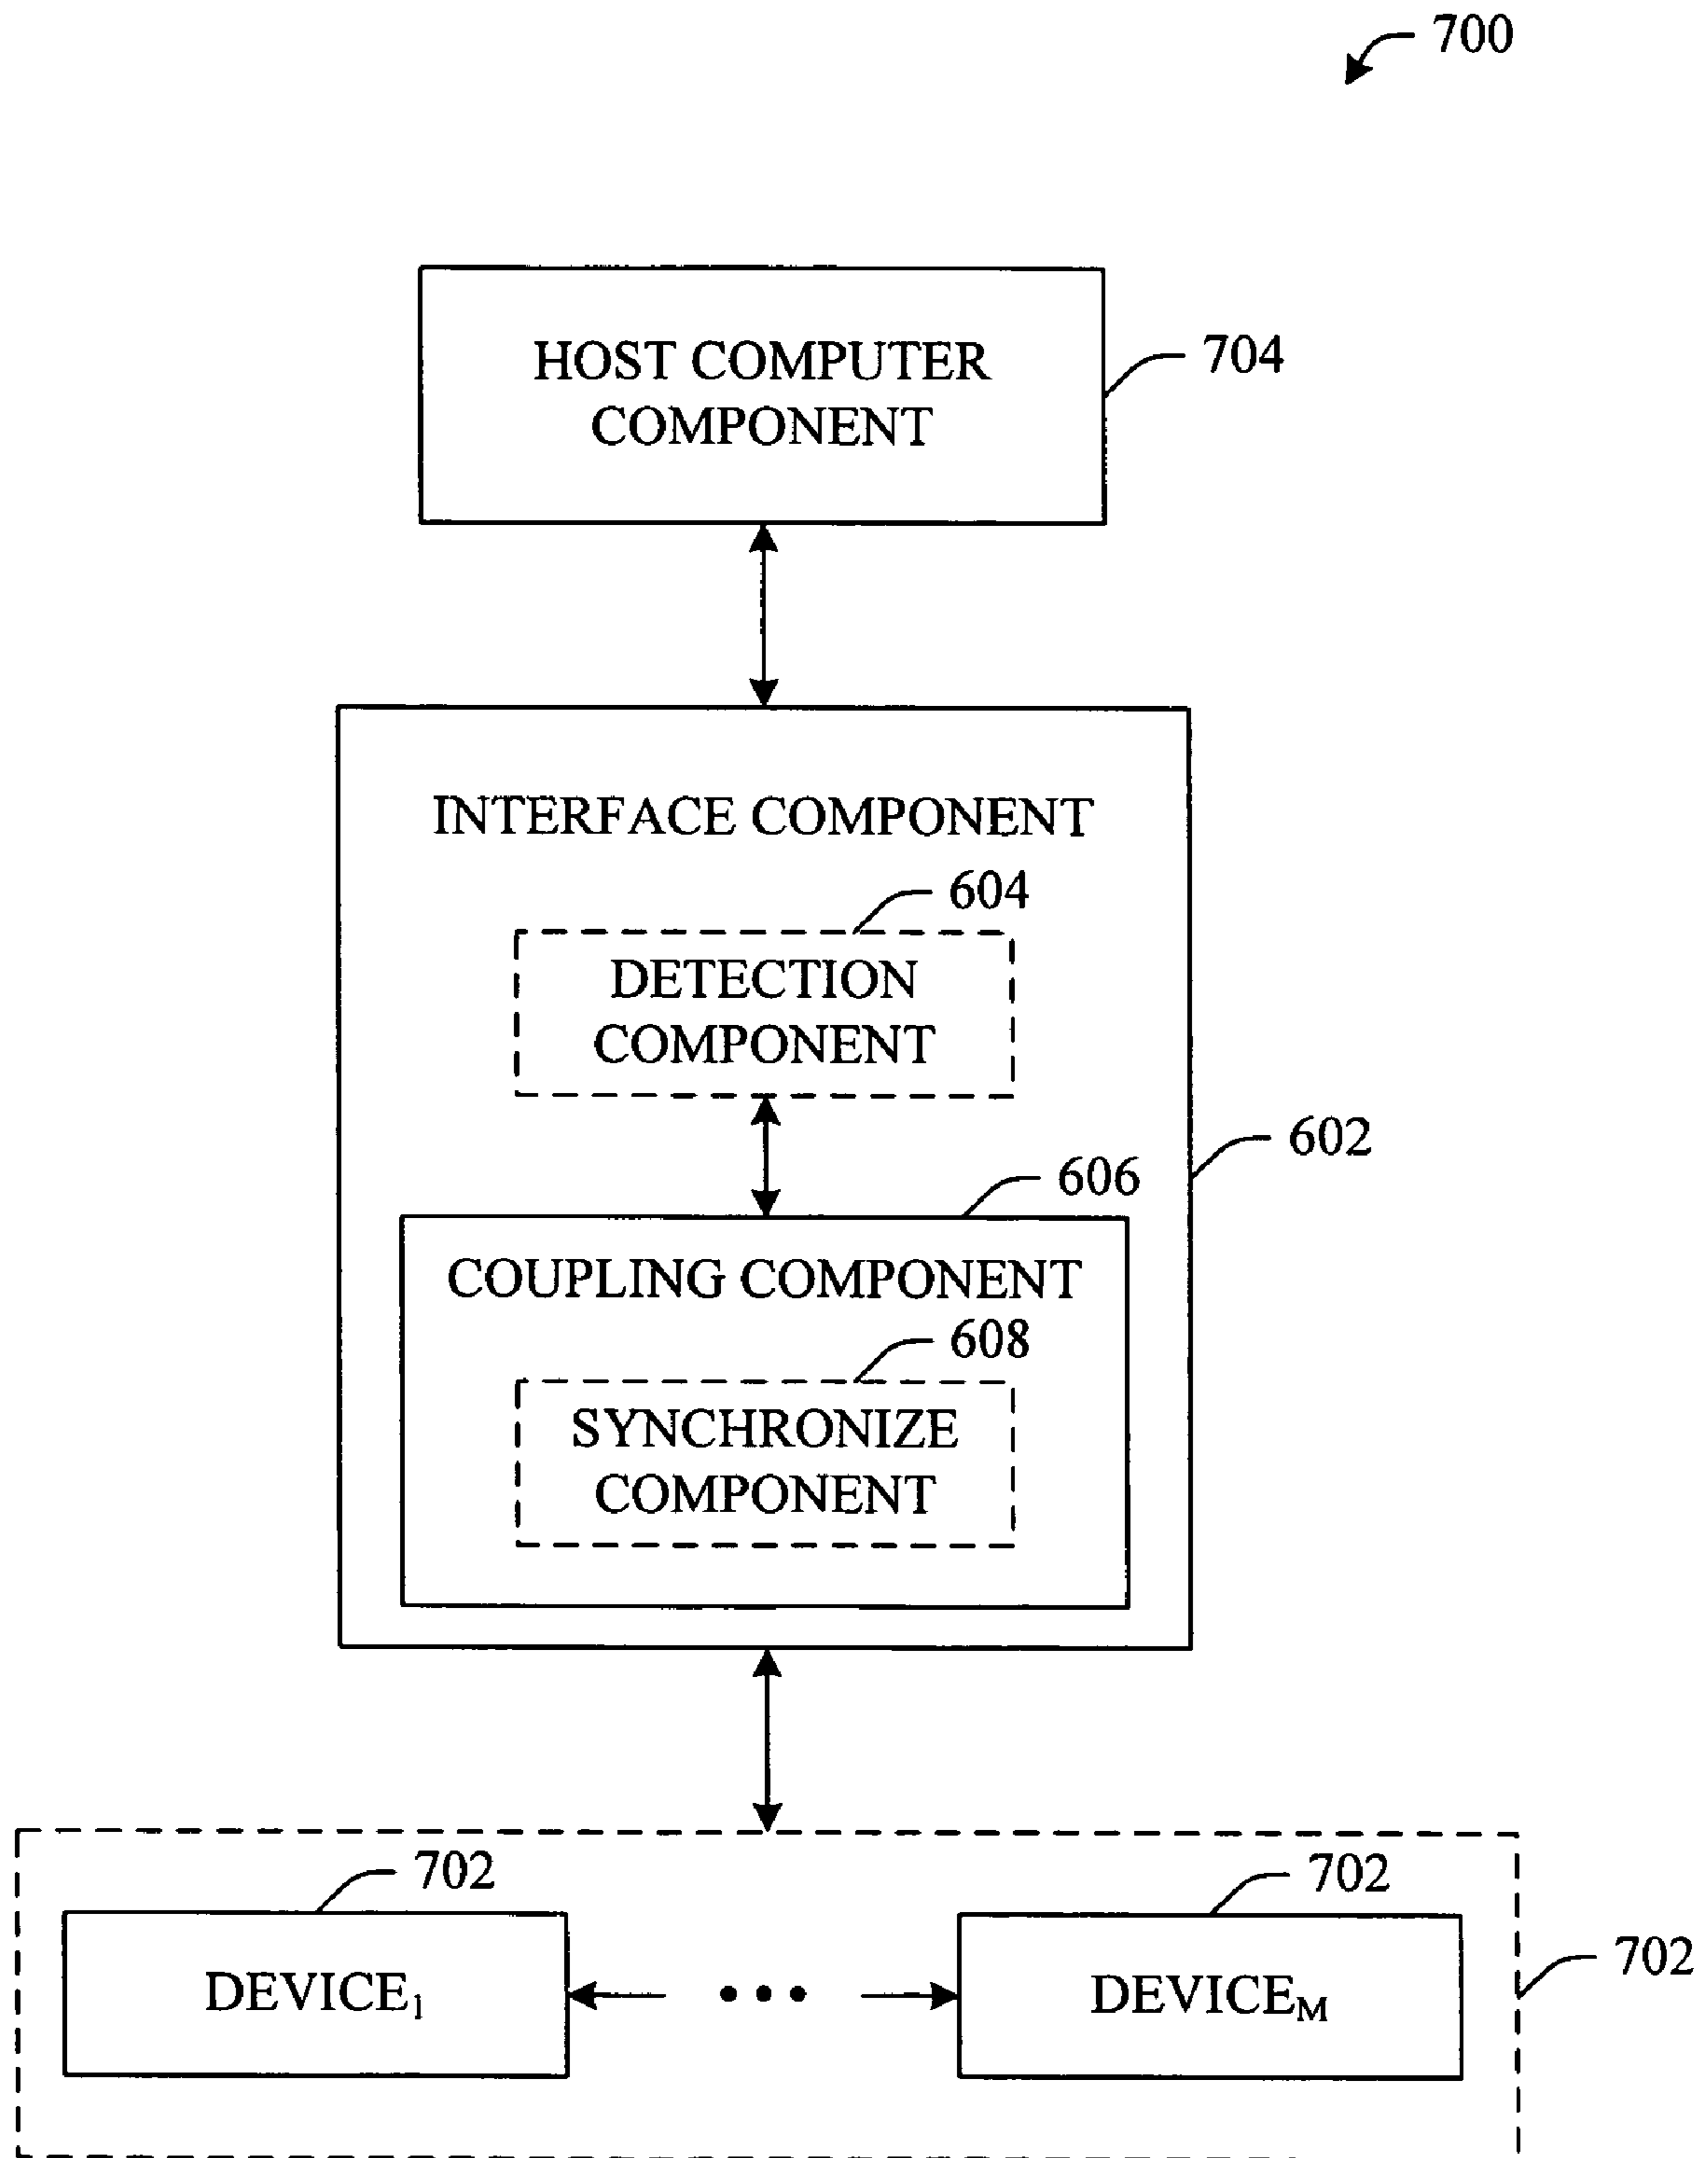 700
HOST COMPUTER
COMPONENT
704
INTERFACE COMPONENT
604
DETECTION
COMPONENT
602
606
COUPLING COMPONENT
608
SYNCHRONIZE
COMPONENT
702
702
702
DEVICE₁
DEVICEM